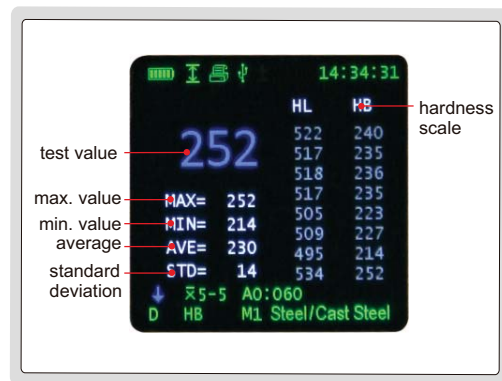 14:34:31
HL HB
252
522 240
517 235
518 236
517 235
505 223
509 227
495 214
534 252
MAX= 252
MIN= 214
AVE= 230
STD= 14
x̅5-5 A0:060
D HB M1 Steel/Cast Steel
test value
max. value
min. value
average
standard
deviation
hardness
scale